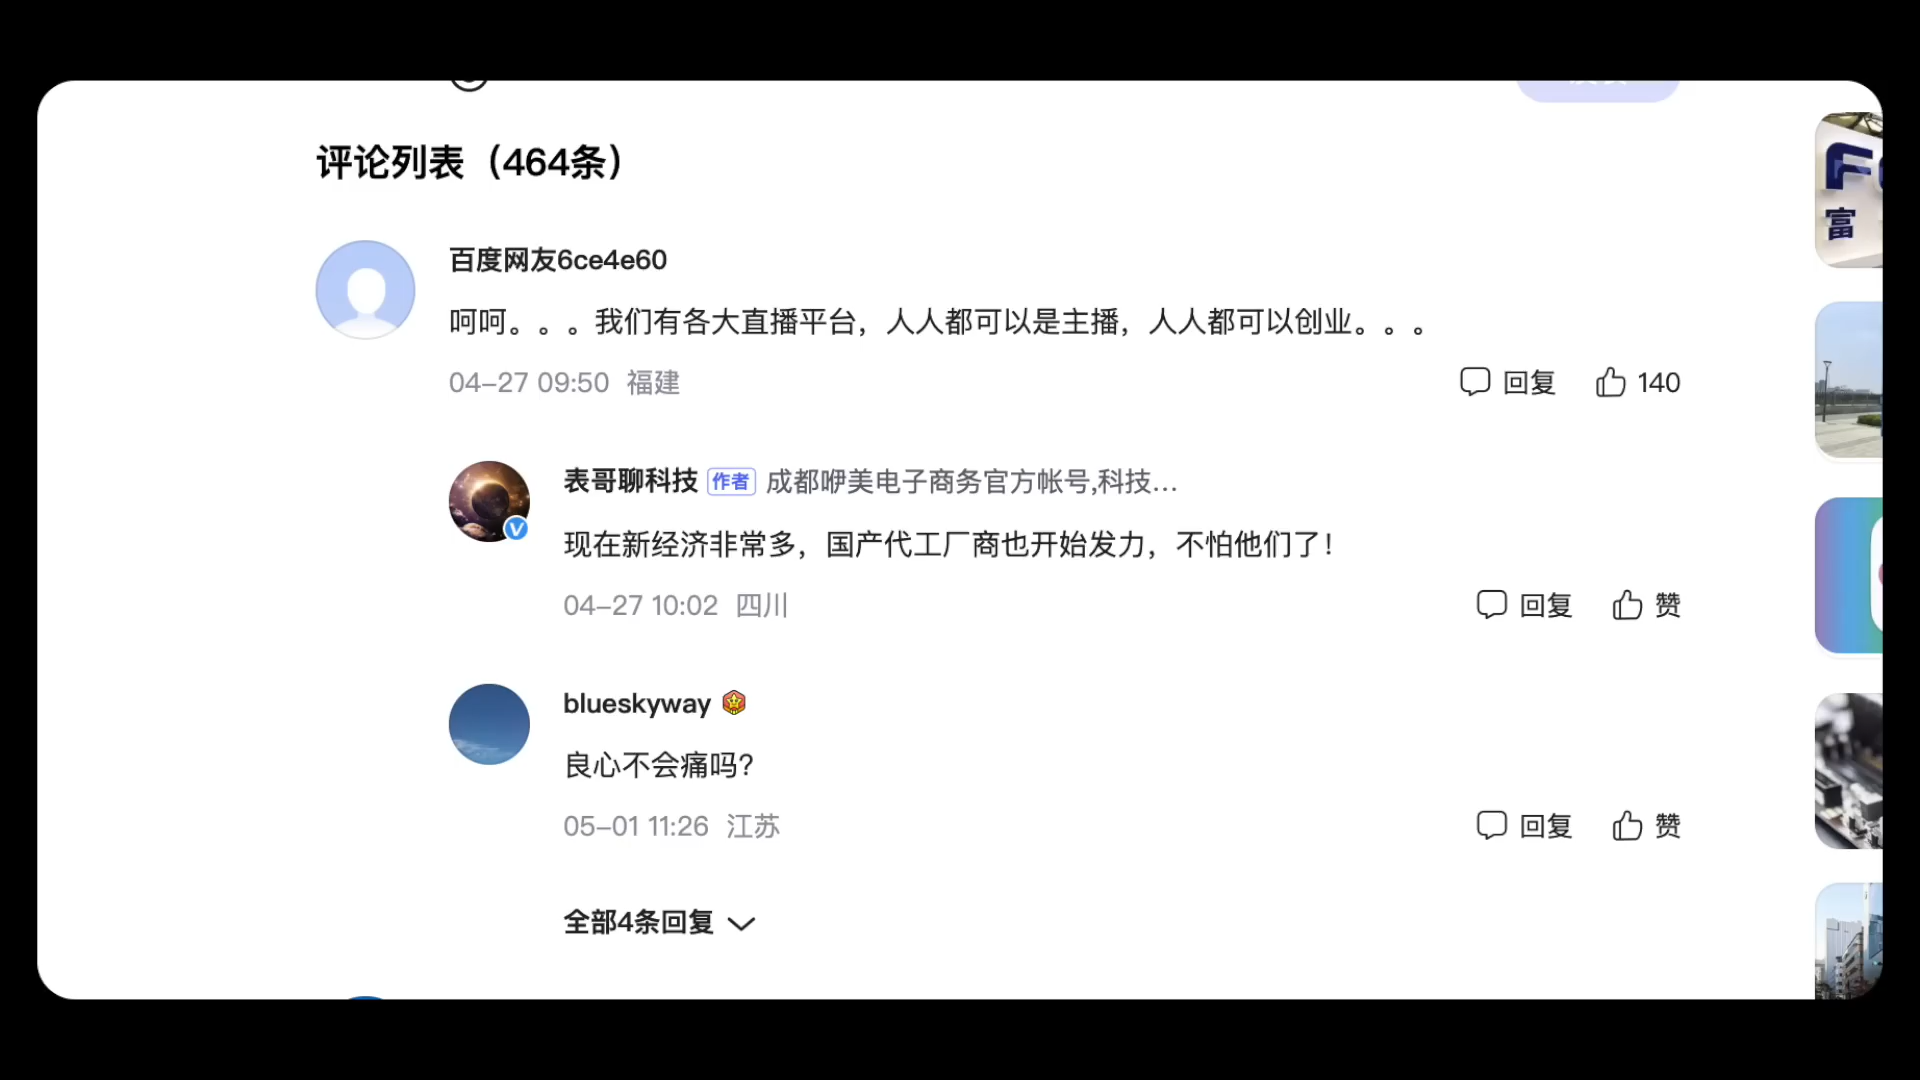 评论列表（464条）
百度网友6ce4e60
呵呵。。。我们有各大直播平台，人人都可以是主播，人人都可以创业。。。
04-27 09:50 福建
回复 140
表哥聊科技 作者 成都咿美电子商务官方帐号,科技...
现在新经济非常多，国产代工厂商也开始发力，不怕他们了！
04-27 10:02 四川
回复 赞
blueskyway
良心不会痛吗？
05-01 11:26 江苏
回复 赞
全部4条回复
富